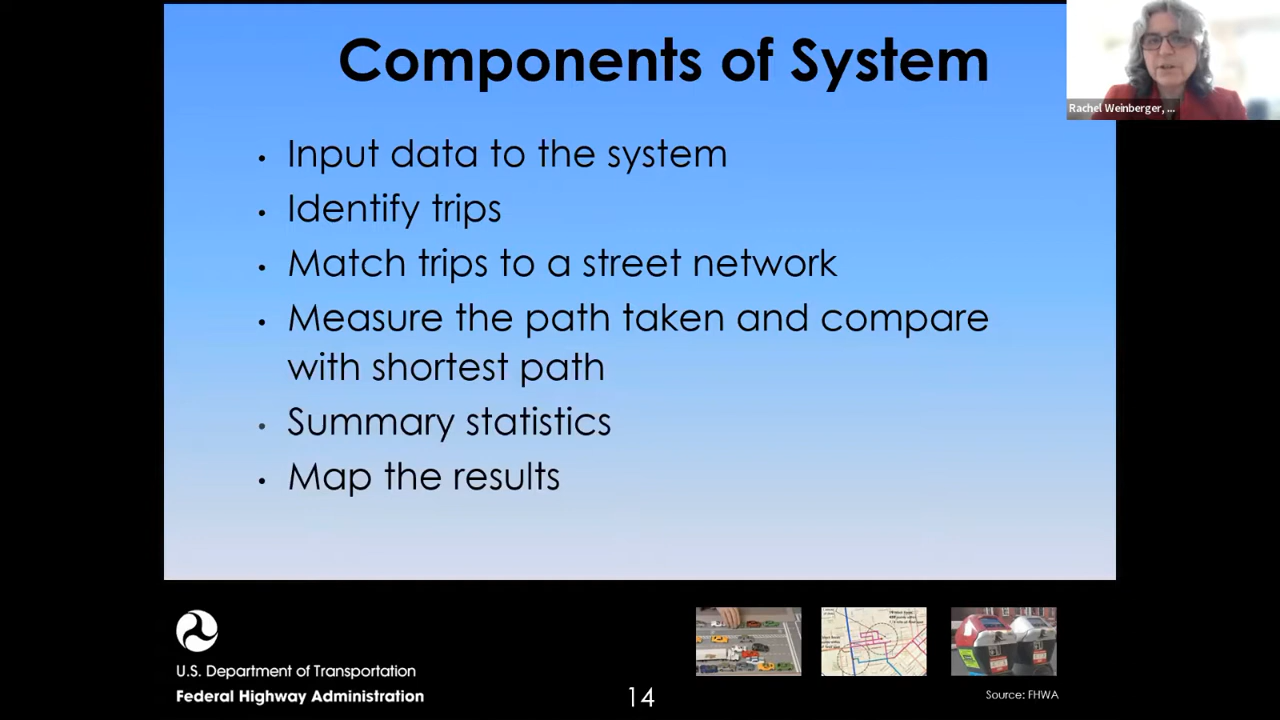 Components of System
Rachel Weinberger, ...
• Input data to the system
• Identify trips
• Match trips to a street network
• Measure the path taken and compare
with shortest path
• Summary statistics
• Map the results
U.S. Department of Transportation
Federal Highway Administration
14
Source: FHWA